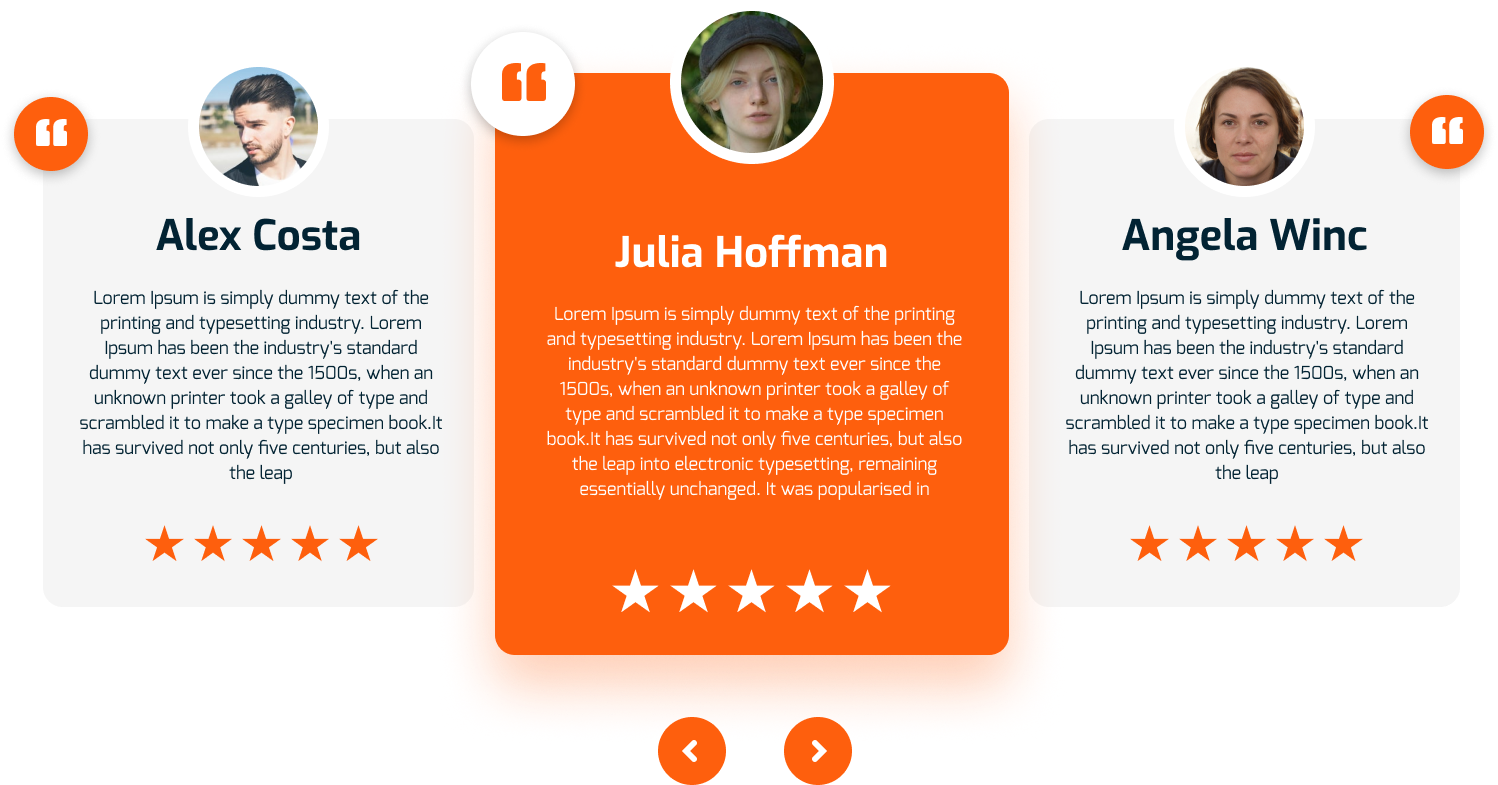 Alex Costa
Lorem Ipsum is simply dummy text of the
printing and typesetting industry. Lorem
Ipsum has been the industry's standard
dummy text ever since the 1500s, when an
unknown printer took a galley of type and
scrambled it to make a type specimen book.It
has survived not only five centuries, but also
the leap
Julia Hoffman
Lorem Ipsum is simply dummy text of the printing
and typesetting industry. Lorem Ipsum has been the
industry's standard dummy text ever since the
1500s, when an unknown printer took a galley of
type and scrambled it to make a type specimen
book.It has survived not only five centuries, but also
the leap into electronic typesetting, remaining
essentially unchanged. It was popularised in
Angela Winc
Lorem Ipsum is simply dummy text of the
printing and typesetting industry. Lorem
Ipsum has been the industry's standard
dummy text ever since the 1500s, when an
unknown printer took a galley of type and
scrambled it to make a type specimen book.It
has survived not only five centuries, but also
the leap